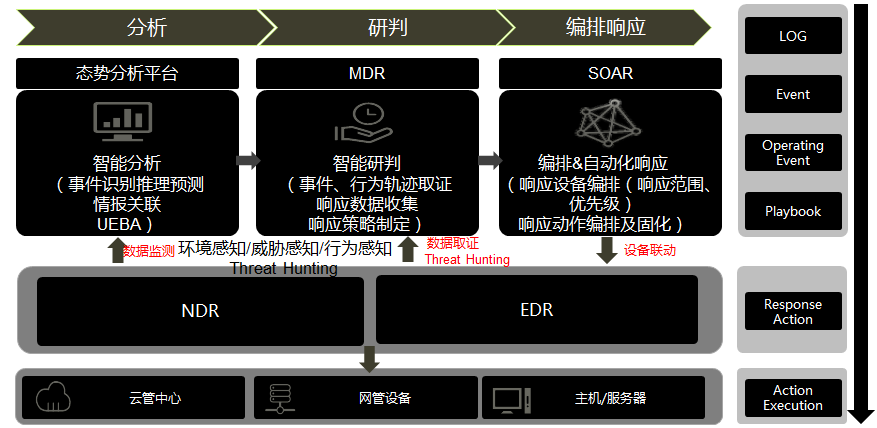 分析
研判
编排响应
态势分析平台
MDR
SOAR
智能分析
（事件识别推理预测
情报关联
UEBA）
智能研判
（事件、行为轨迹取证
响应数据收集
响应策略制定）
编排&自动化响应
（响应设备编排（响应范围、
优先级）
响应动作编排及固化）
数据监测
环境感知/威胁感知/行为感知
Threat Hunting
数据取证
Threat Hunting
设备联动
NDR
EDR
云管中心
网管设备
主机/服务器
LOG
Event
Operating
Event
Playbook
Response
Action
Action
Execution